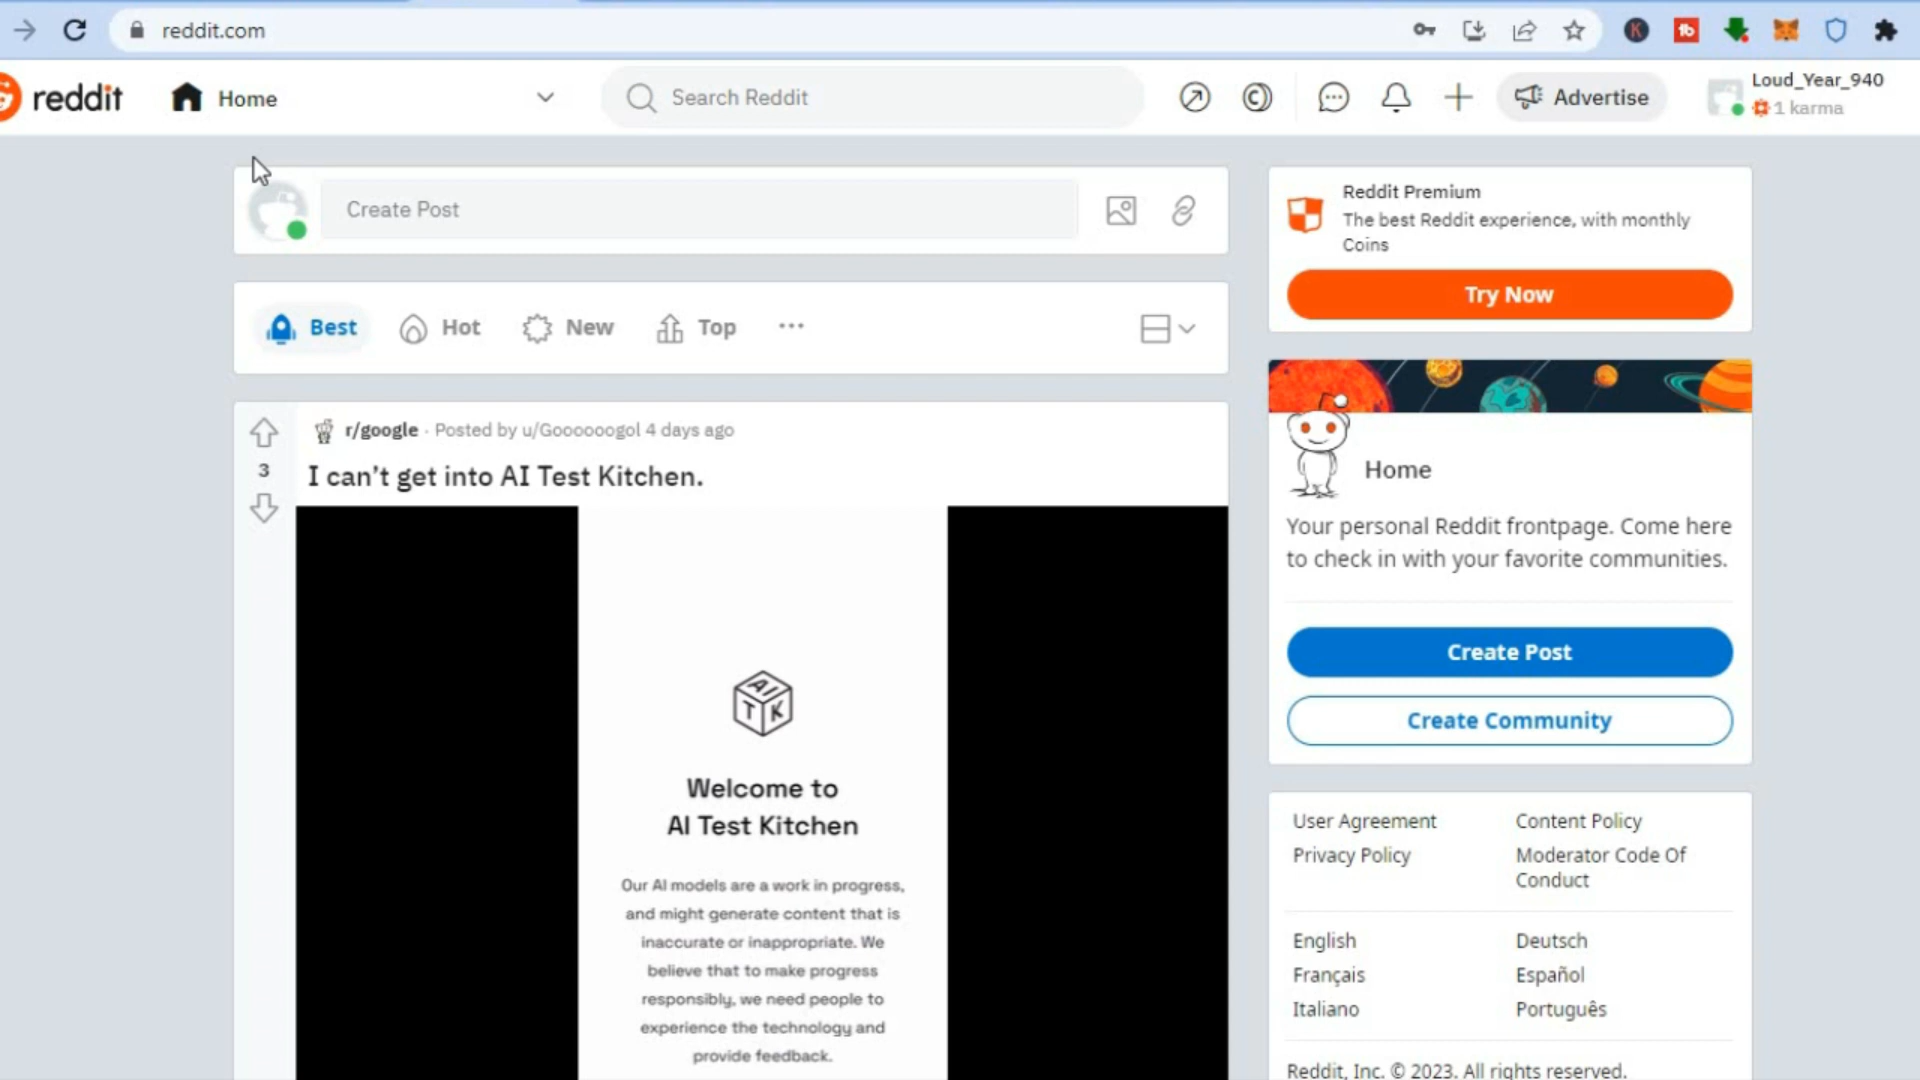 reddit.com
reddit
Home
Search Reddit
Advertise
Loud_Year_940
1 karma
Create Post
Best
Hot
New
Top
r/google · Posted by u/Goooooogol 4 days ago
3
I can't get into AI Test Kitchen.
AI
T K
Welcome to
AI Test Kitchen
Our AI models are a work in progress,
and might generate content that is
inaccurate or inappropriate. We
believe that to make progress
responsibly, we need people to
experience the technology and
provide feedback.
Reddit Premium
The best Reddit experience, with monthly
Coins
Try Now
Home
Your personal Reddit frontpage. Come here
to check in with your favorite communities.
Create Post
Create Community
User Agreement
Content Policy
Privacy Policy
Moderator Code Of
Conduct
English
Deutsch
Français
Español
Italiano
Português
Reddit, Inc. © 2023. All rights reserved.